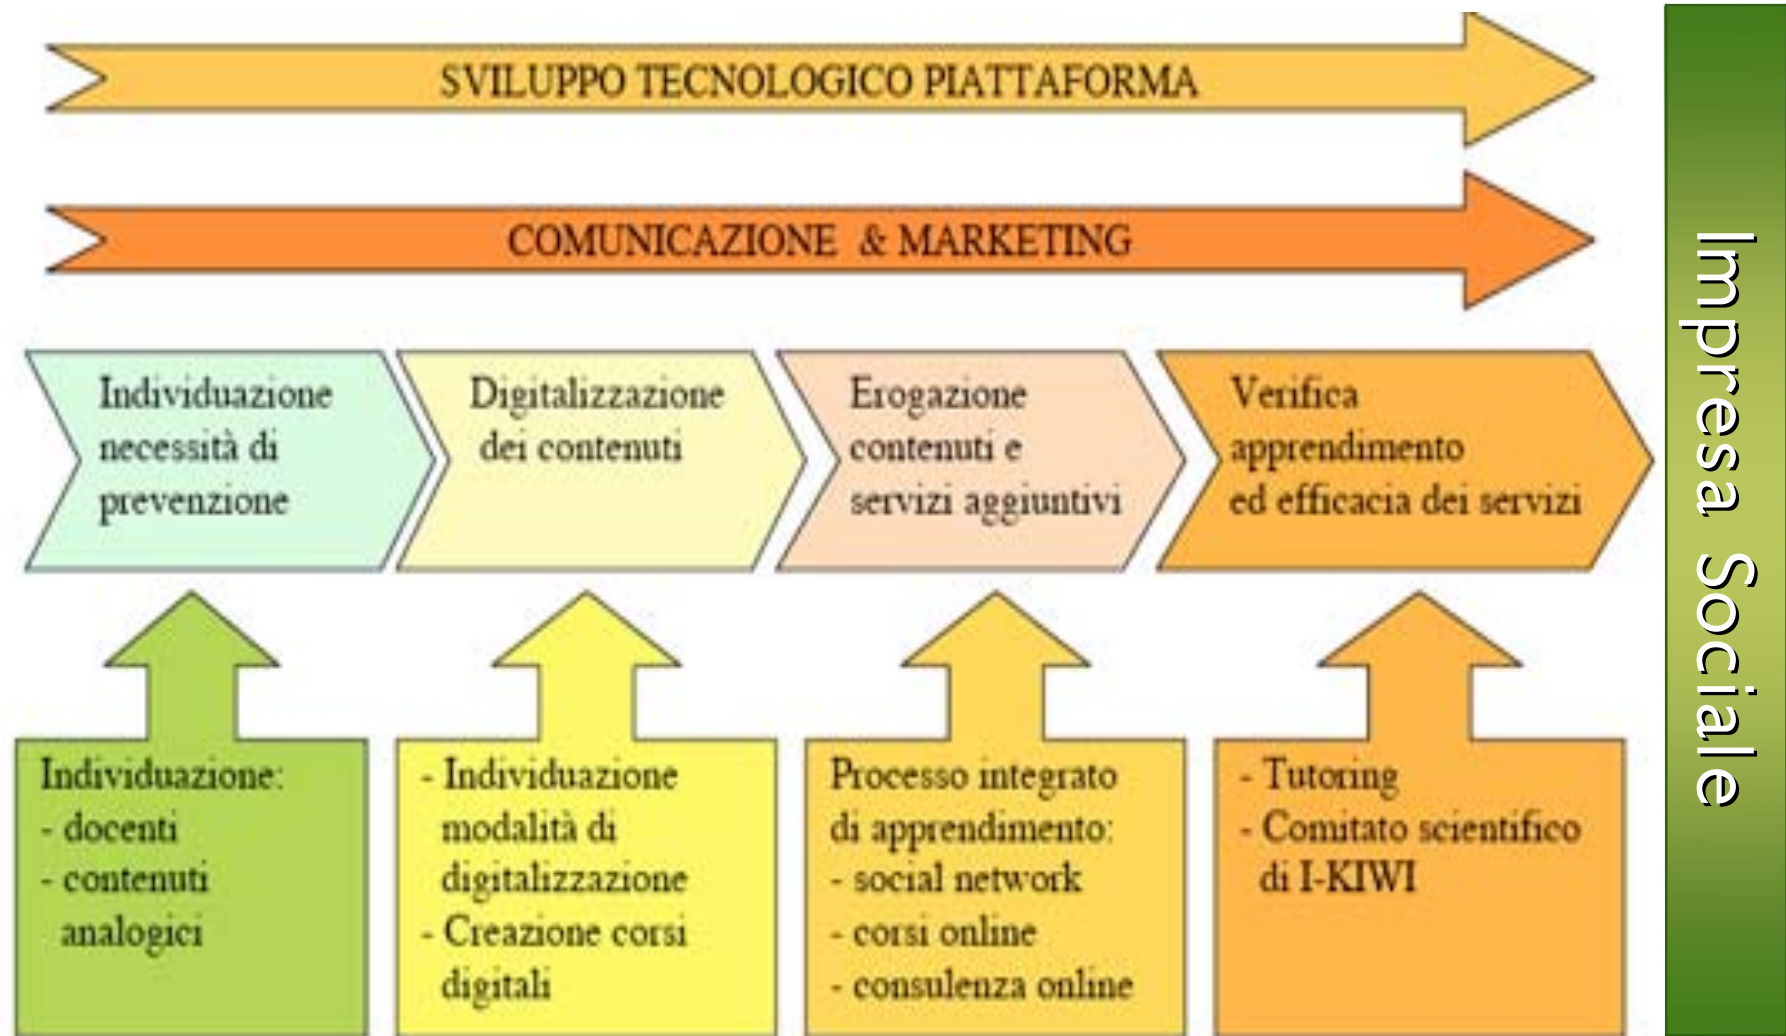 SVILUPPO TECNOLOGICO PIATTAFORMA
COMUNICAZIONE & MARKETING
Individuazione
necessità di
prevenzione
Digitalizzazione
dei contenuti
Erogazione
contenuti e
servizi aggiuntivi
Verifica
apprendimento
ed efficacia dei servizi
Individuazione:
- docenti
- contenuti
analogici
- Individuazione
modalità di
digitalizzazione
- Creazione corsi
digitali
Processo integrato
di apprendimento:
- social network
- corsi online
- consulenza online
- Tutoring
- Comitato scientifico
di I-KIWI
Impresa Sociale